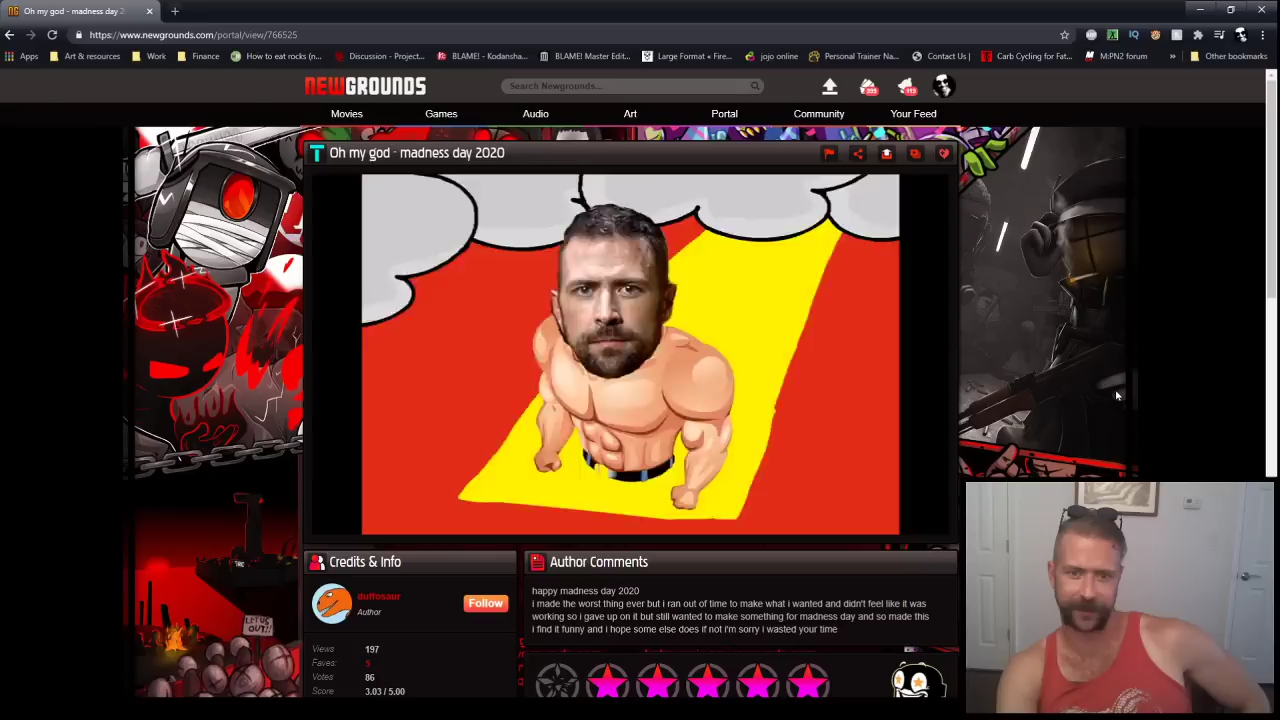 Oh my god - madness day 2
https://www.newgrounds.com/portal/view/766525
Apps Art & resources Work Finance How to eat rocks (n... Discussion - Project... BLAME! - Kodansha... BLAME! Master Edit... Large Format « Fire... jojo online Personal Trainer Na... Contact Us | Carb Cycling for Fat... M:PN2 forum » Other bookmarks
NEWGROUNDS
Search Newgrounds...
Movies Games Audio Art Portal Community Your Feed
Oh my god - madness day 2020
LET US
OUT!!
Credits & Info
duffosaur
Author
Follow
Views 197
Faves: 5
Votes 86
Score 3.03 / 5.00
Author Comments
happy madness day 2020
i made the worst thing ever but i ran out of time to make what i wanted and didn't feel like it was
working so i gave up on it but still wanted to make something for madness day and so made this
i find it funny and i hope some else does if not i'm sorry i wasted your time